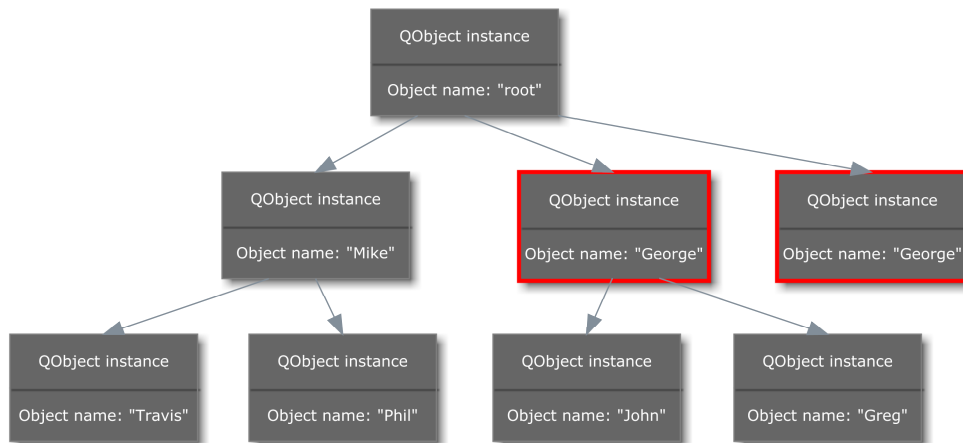 QObject instance
Object name: "root"
QObject instance
Object name: "Mike"
QObject instance
Object name: "George"
QObject instance
Object name: "George"
QObject instance
Object name: "Travis"
QObject instance
Object name: "Phil"
QObject instance
Object name: "John"
QObject instance
Object name: "Greg"